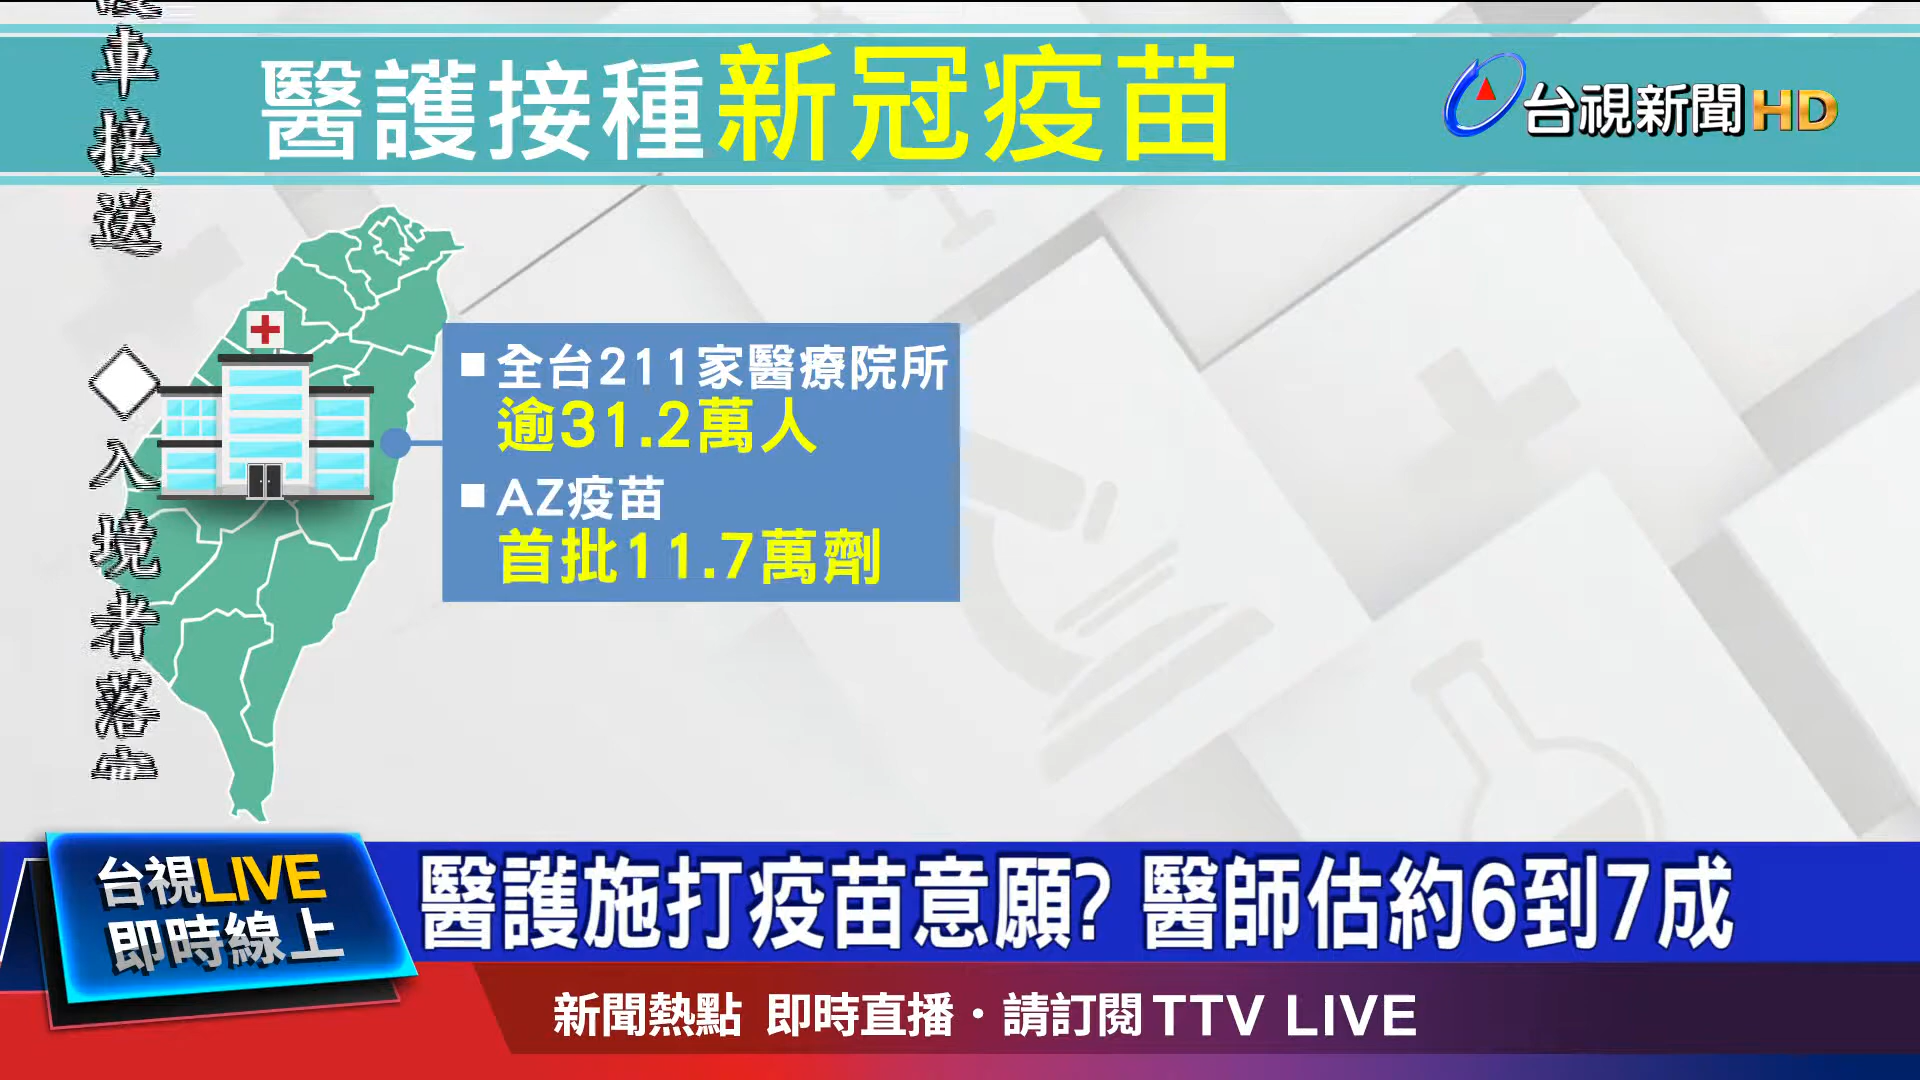 醫護接種新冠疫苗
台視新聞HD
車接送
◇入境者落
■全台211家醫療院所
逾31.2萬人
■AZ疫苗
首批11.7萬劑
台視LIVE
即時線上
醫護施打疫苗意願? 醫師估約6到7成
新聞熱點 即時直播・請訂閱TTV LIVE